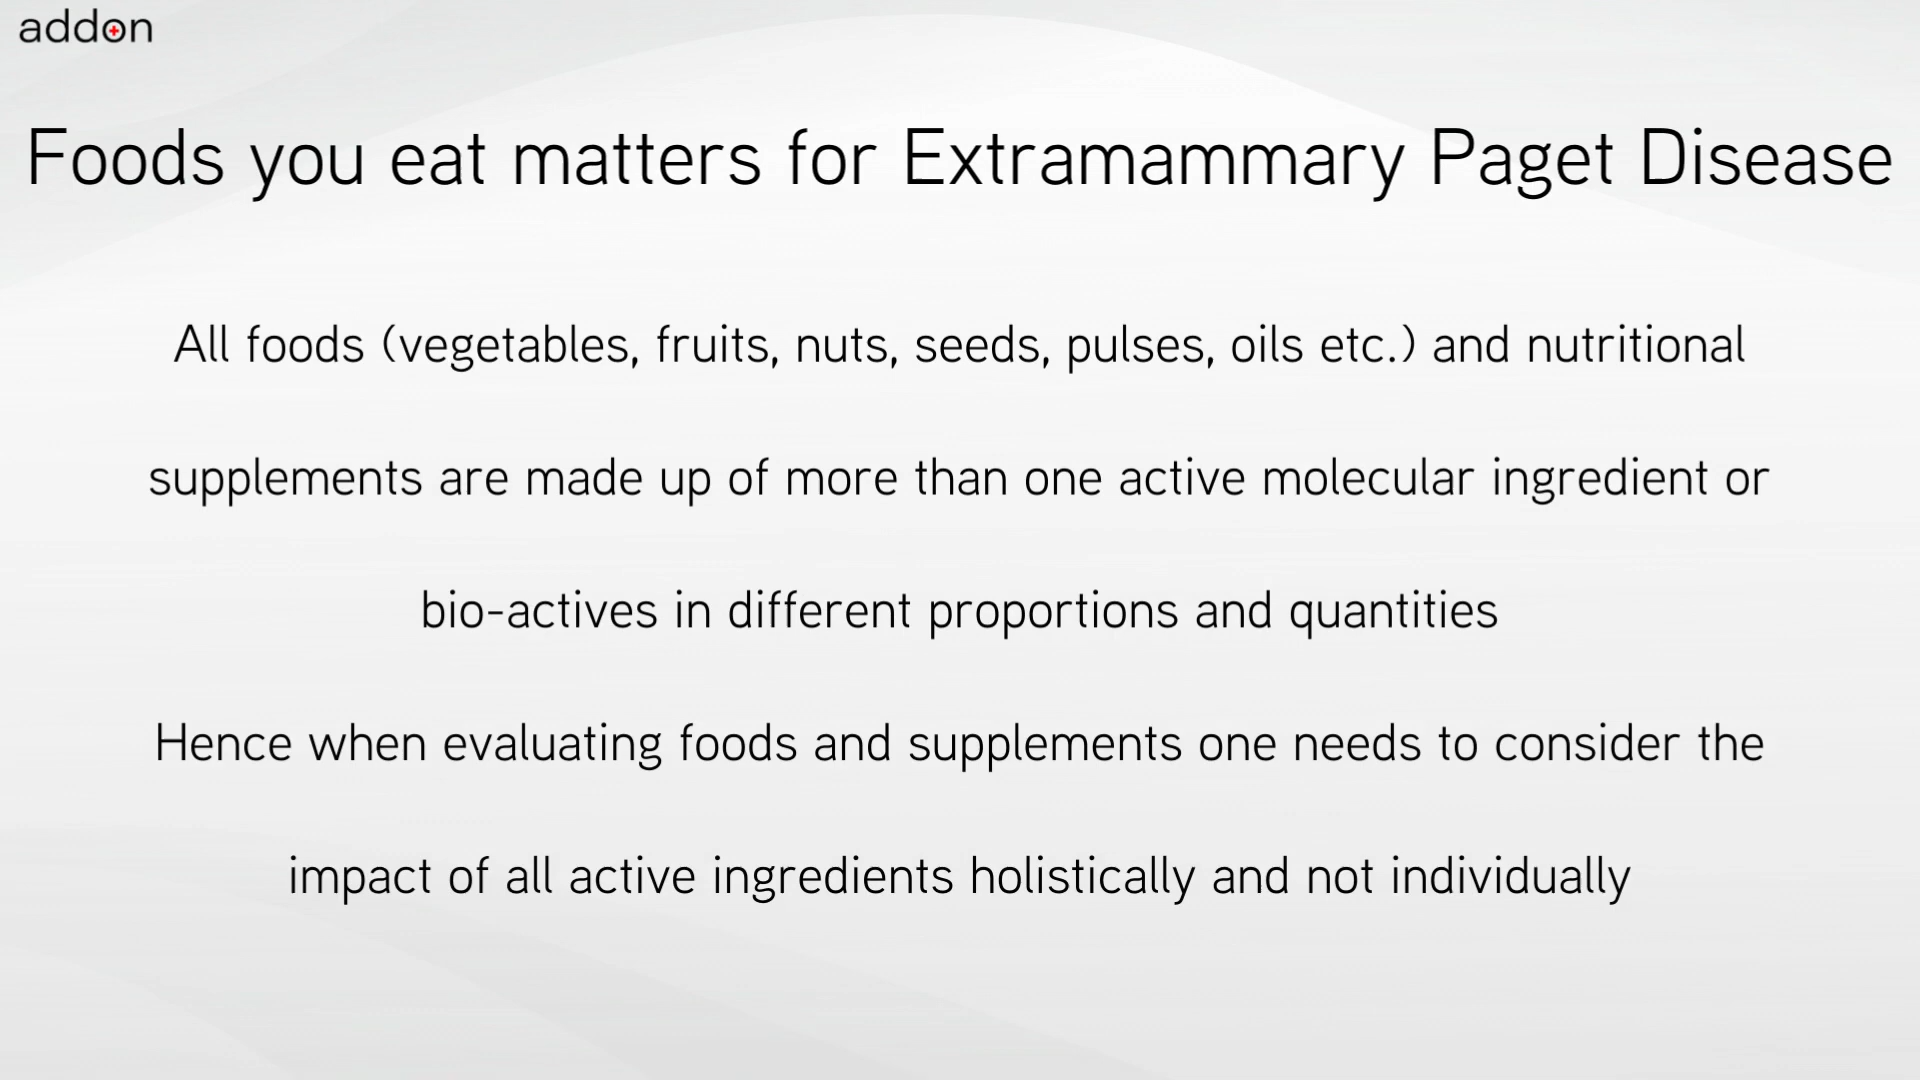 addon
Foods you eat matters for Extramammary Paget Disease
All foods (vegetables, fruits, nuts, seeds, pulses, oils etc.) and nutritional
supplements are made up of more than one active molecular ingredient or
bio-actives in different proportions and quantities
Hence when evaluating foods and supplements one needs to consider the
impact of all active ingredients holistically and not individually